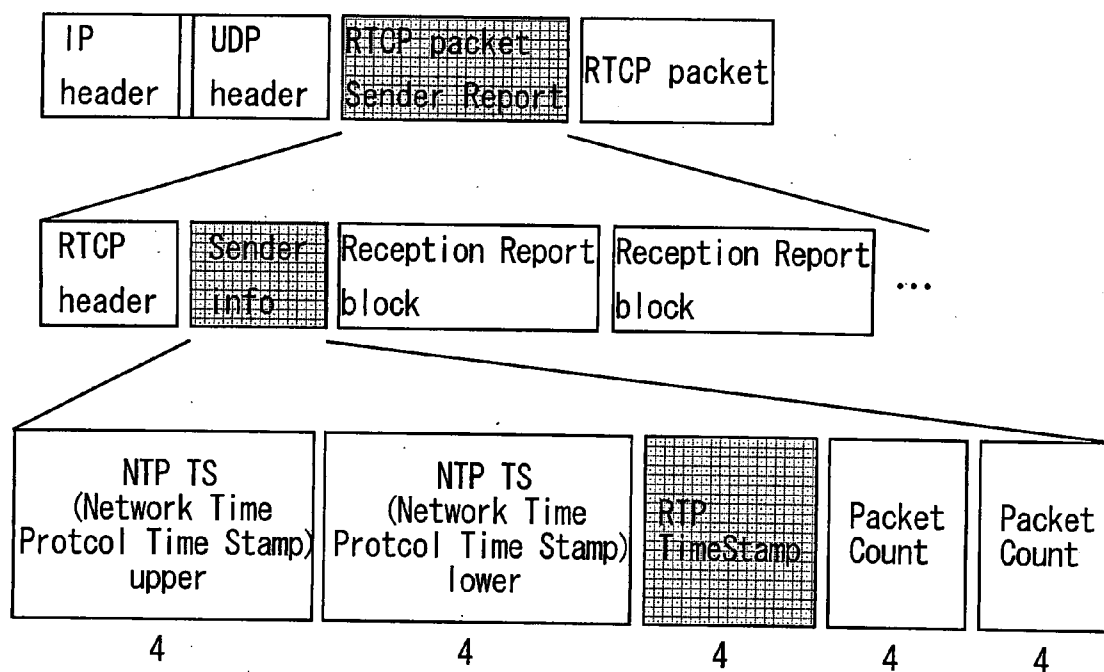 IP
header
UDP
header
RTCP packet
Sender Report
RTCP packet
RTCP
header
Sender
info
Reception Report
block
Reception Report
block
...
NTP TS
(Network Time
Protcol Time Stamp)
upper
NTP TS
(Network Time
Protcol Time Stamp)
lower
RTP
TimeStamp
Packet
Count
Packet
Count
4
4
4
4
4